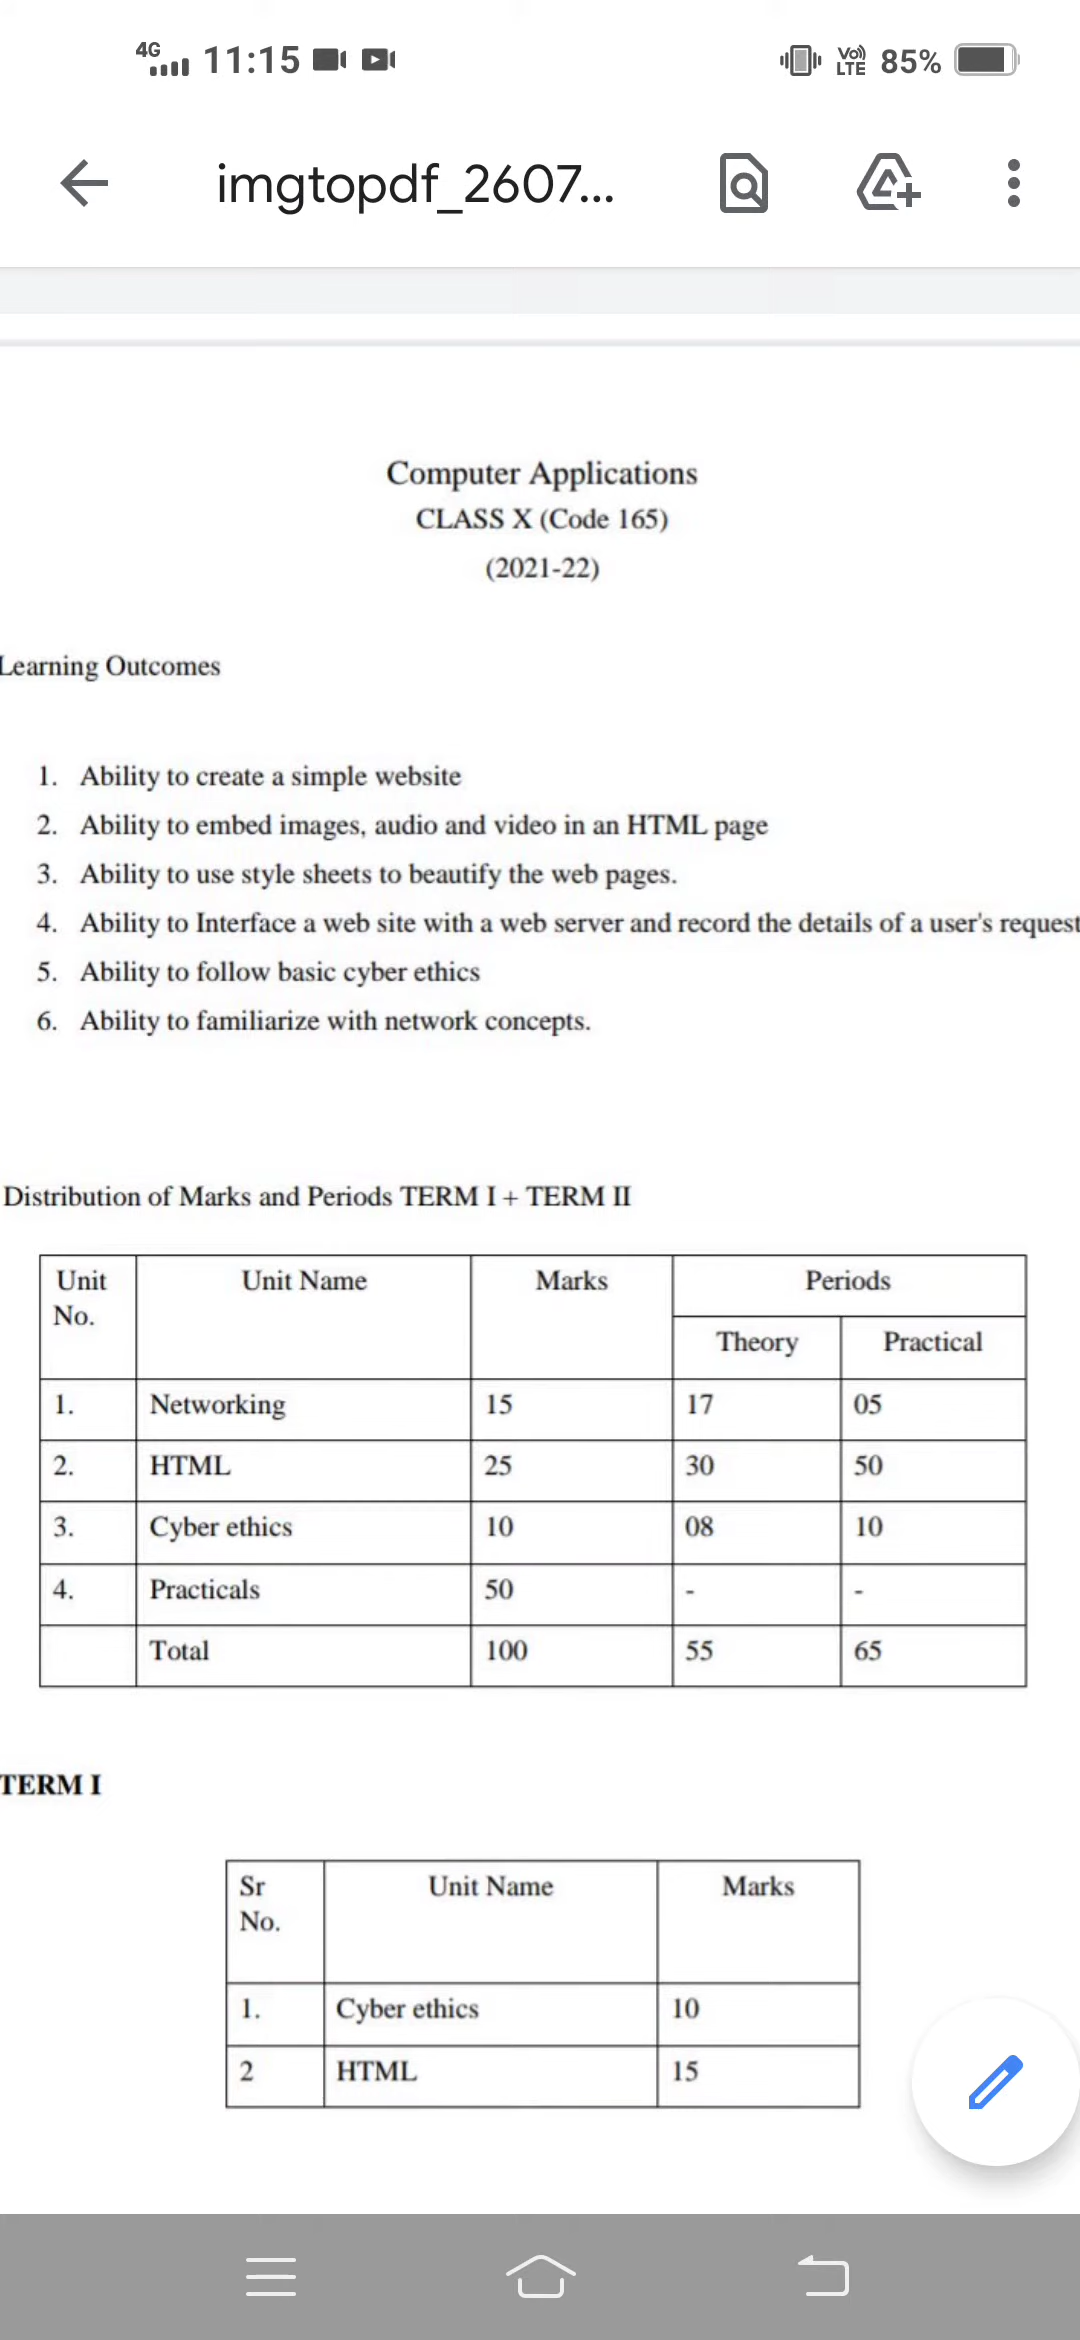 4G 11:15 Vo) LTE 85%
imgtopdf_2607...
Computer Applications
CLASS X (Code 165)
(2021-22)
Learning Outcomes
1. Ability to create a simple website
2. Ability to embed images, audio and video in an HTML page
3. Ability to use style sheets to beautify the web pages.
4. Ability to Interface a web site with a web server and record the details of a user's request
5. Ability to follow basic cyber ethics
6. Ability to familiarize with network concepts.
Distribution of Marks and Periods TERM I + TERM II
Unit No. Unit Name Marks Periods
Theory Practical
1. Networking 15 17 05
2. HTML 25 30 50
3. Cyber ethics 10 08 10
4. Practicals 50 - -
Total 100 55 65
TERM I
Sr No. Unit Name Marks
1. Cyber ethics 10
2 HTML 15